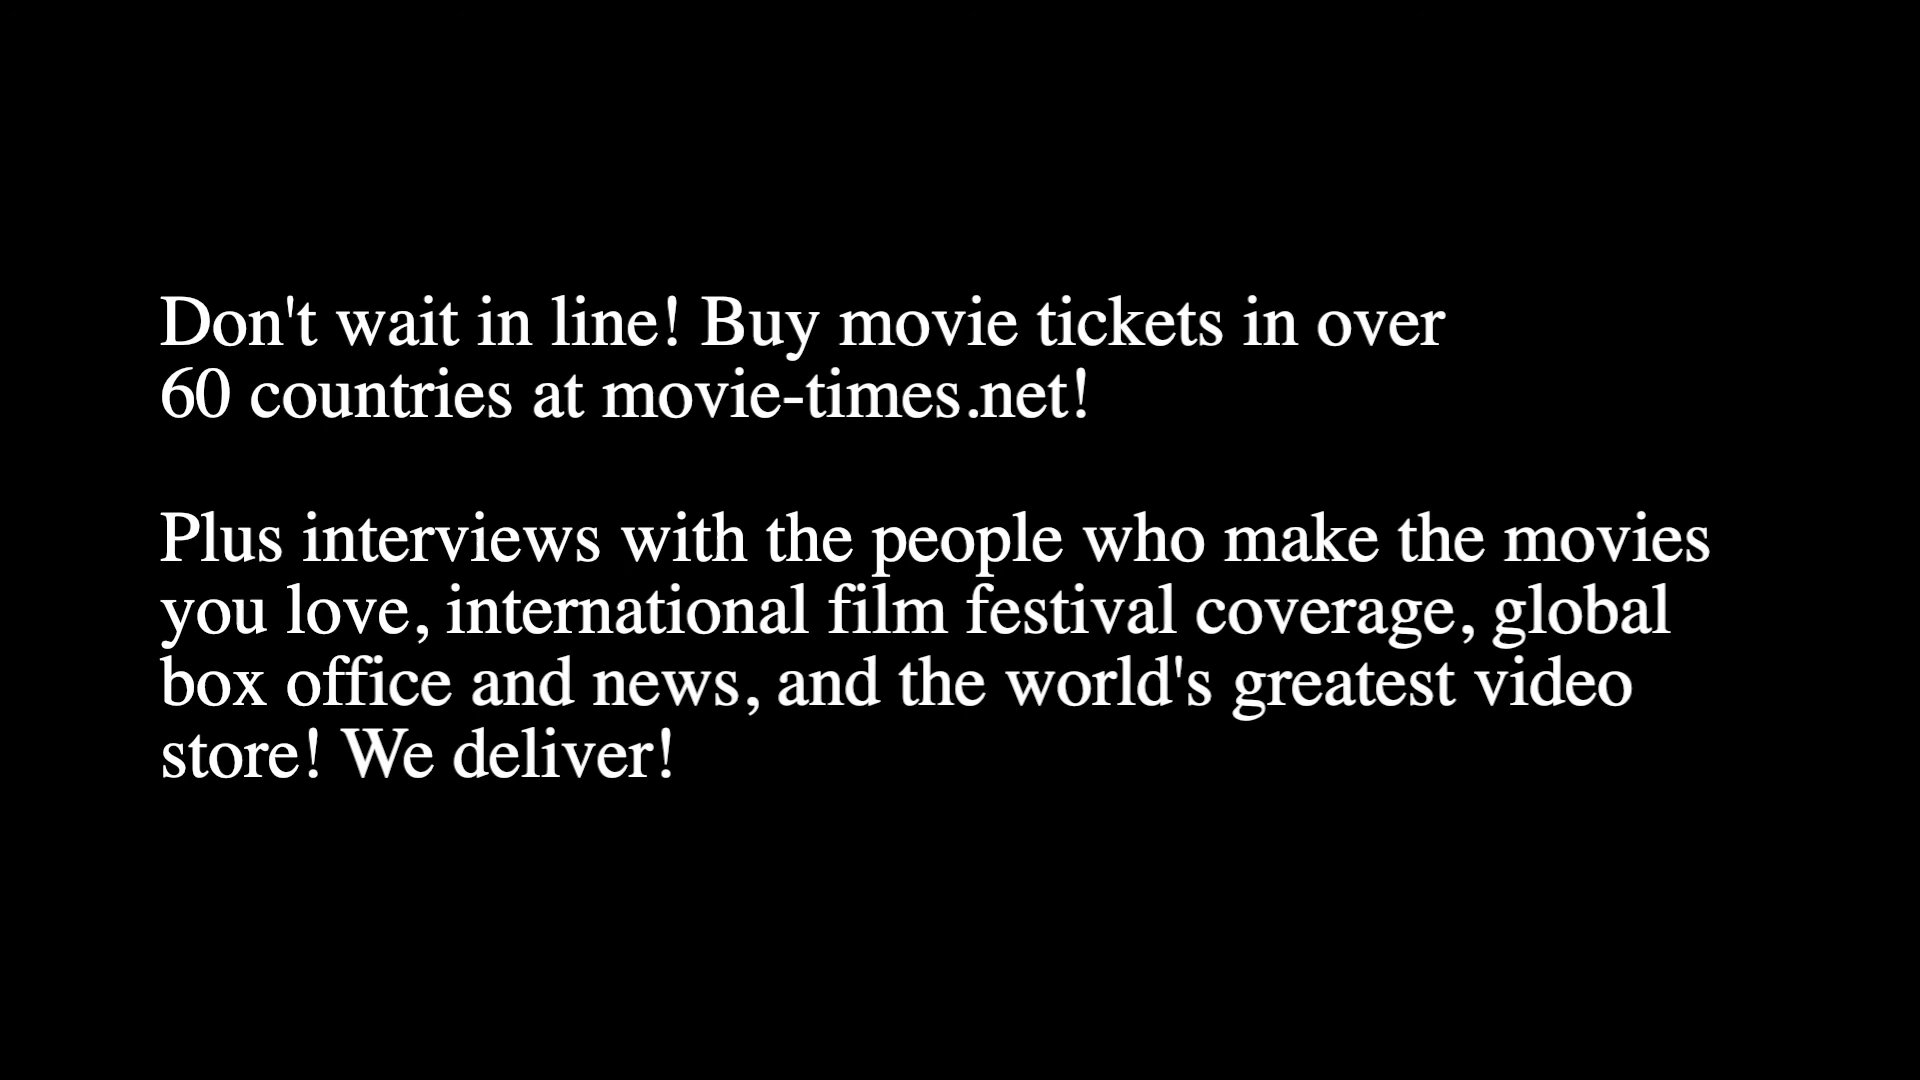 Don't wait in line! Buy movie tickets in over
60 countries at movie-times.net!
Plus interviews with the people who make the movies
you love, international film festival coverage, global
box office and news, and the world's greatest video
store! We deliver!